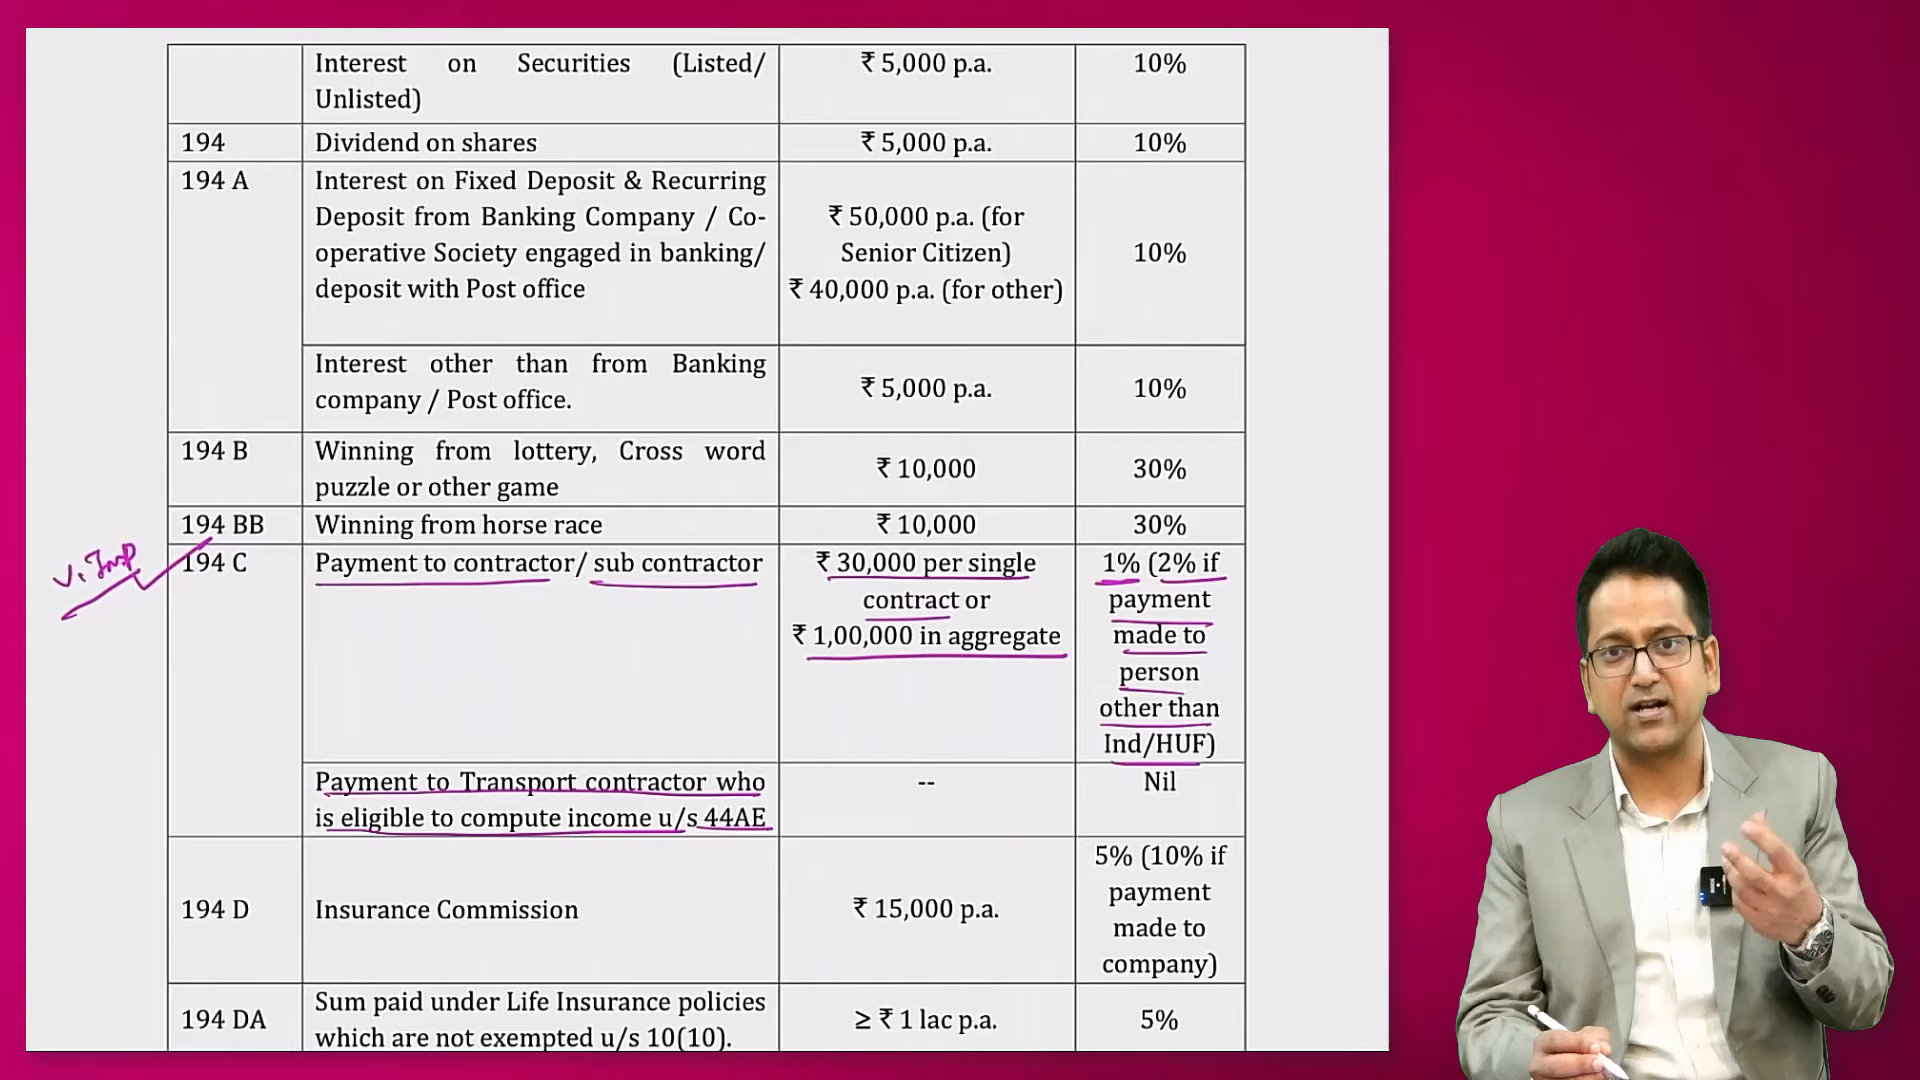 Interest on Securities (Listed/
Unlisted)
₹ 5,000 p.a.
10%
194
Dividend on shares
₹ 5,000 p.a.
10%
194 A
Interest on Fixed Deposit & Recurring
Deposit from Banking Company / Co-
operative Society engaged in banking/
deposit with Post office
₹ 50,000 p.a. (for
Senior Citizen)
₹ 40,000 p.a. (for other)
10%
Interest other than from Banking
company / Post office.
₹ 5,000 p.a.
10%
194 B
Winning from lottery, Cross word
puzzle or other game
₹ 10,000
30%
194 BB
Winning from horse race
₹ 10,000
30%
V. Imp
194 C
Payment to contractor/ sub contractor
₹ 30,000 per single
contract or
₹ 1,00,000 in aggregate
1% (2% if
payment
made to
person
other than
Ind/HUF)
Payment to Transport contractor who
is eligible to compute income u/s 44AE
--
Nil
194 D
Insurance Commission
₹ 15,000 p.a.
5% (10% if
payment
made to
company)
194 DA
Sum paid under Life Insurance policies
which are not exempted u/s 10(10).
≥ ₹ 1 lac p.a.
5%